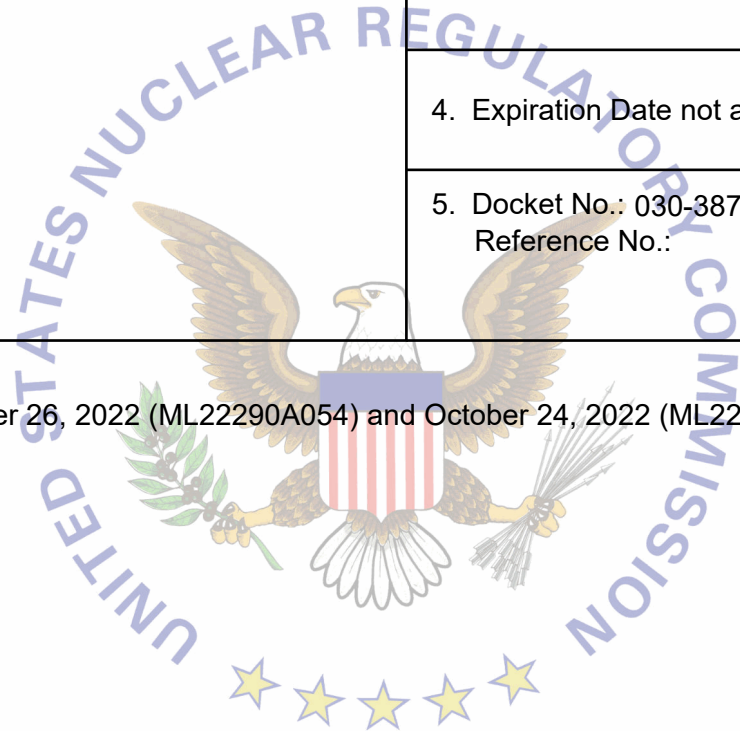 UNITED STATES NUCLEAR REGULATORY COMMISSION
4. Expiration Date not a
5. Docket No.: 030-387
Reference No.:
er 26, 2022 (ML22290A054) and October 24, 2022 (ML22